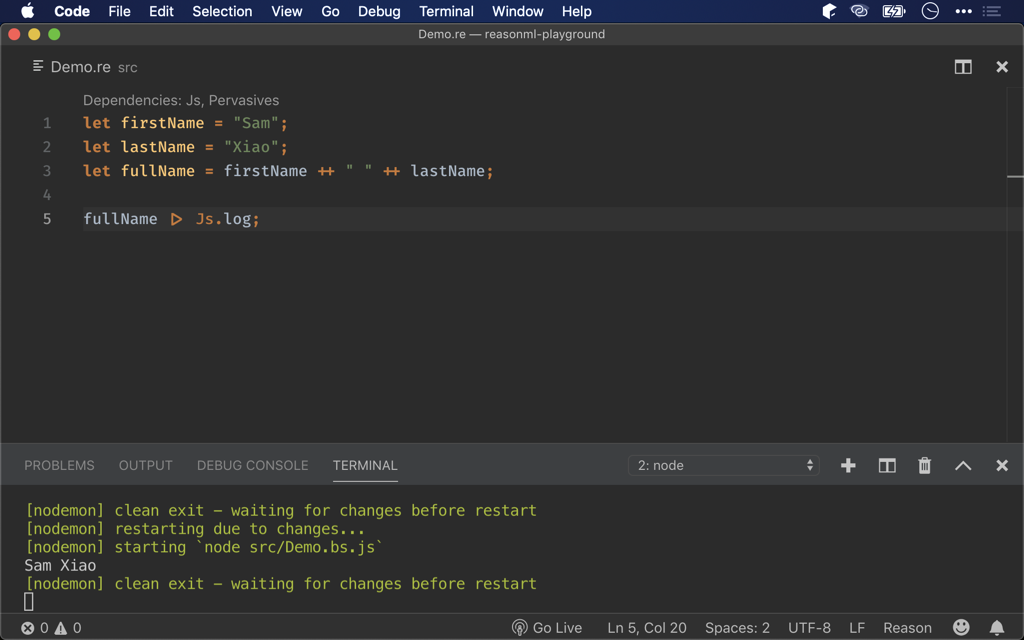 Code File Edit Selection View Go Debug Terminal Window Help
Demo.re — reasonml-playground
Demo.re src
Dependencies: Js, Pervasives
1 let firstName = "Sam";
2 let lastName = "Xiao";
3 let fullName = firstName ++ " " ++ lastName;
4
5 fullName |> Js.log;
PROBLEMS OUTPUT DEBUG CONSOLE TERMINAL 2: node
[nodemon] clean exit - waiting for changes before restart
[nodemon] restarting due to changes...
[nodemon] starting `node src/Demo.bs.js`
Sam Xiao
[nodemon] clean exit - waiting for changes before restart
0 0 Go Live Ln 5, Col 20 Spaces: 2 UTF-8 LF Reason